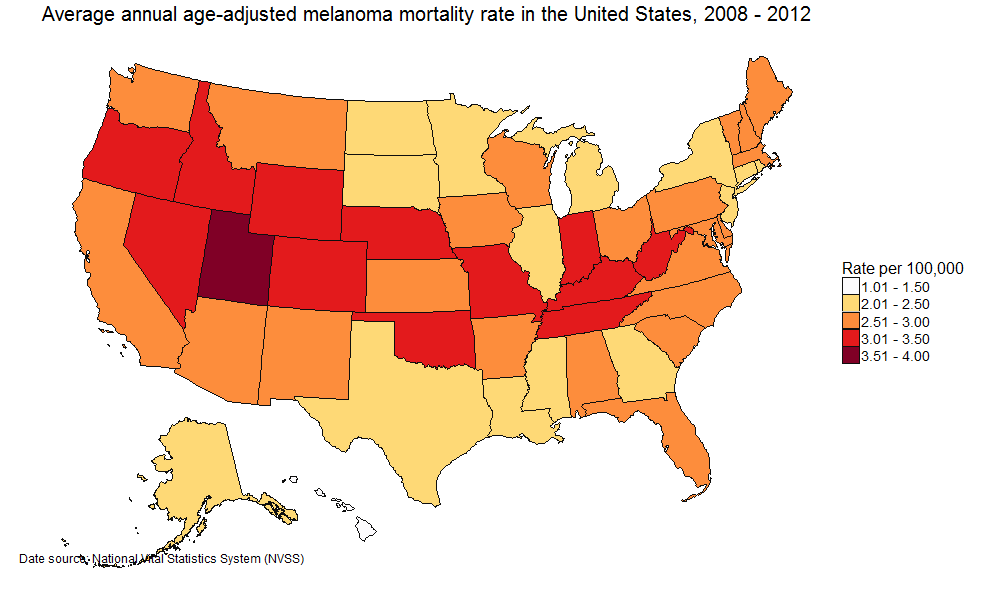 Average annual age-adjusted melanoma mortality rate in the United States, 2008 - 2012
Rate per 100,000
1.01 - 1.50
2.01 - 2.50
2.51 - 3.00
3.01 - 3.50
3.51 - 4.00
Date source: National Vital Statistics System (NVSS)